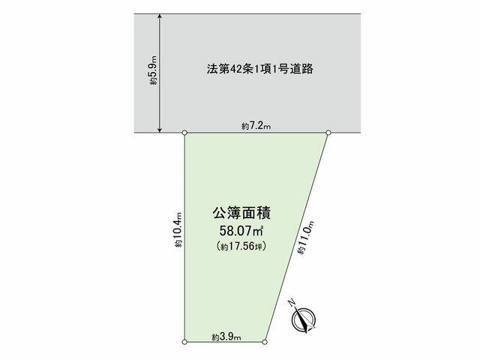 約5.9m
法第42条1項1号道路
約7.2m
公簿面積
58.07㎡
(約17.56坪)
約10.4m
約11.0m
約3.9m
N